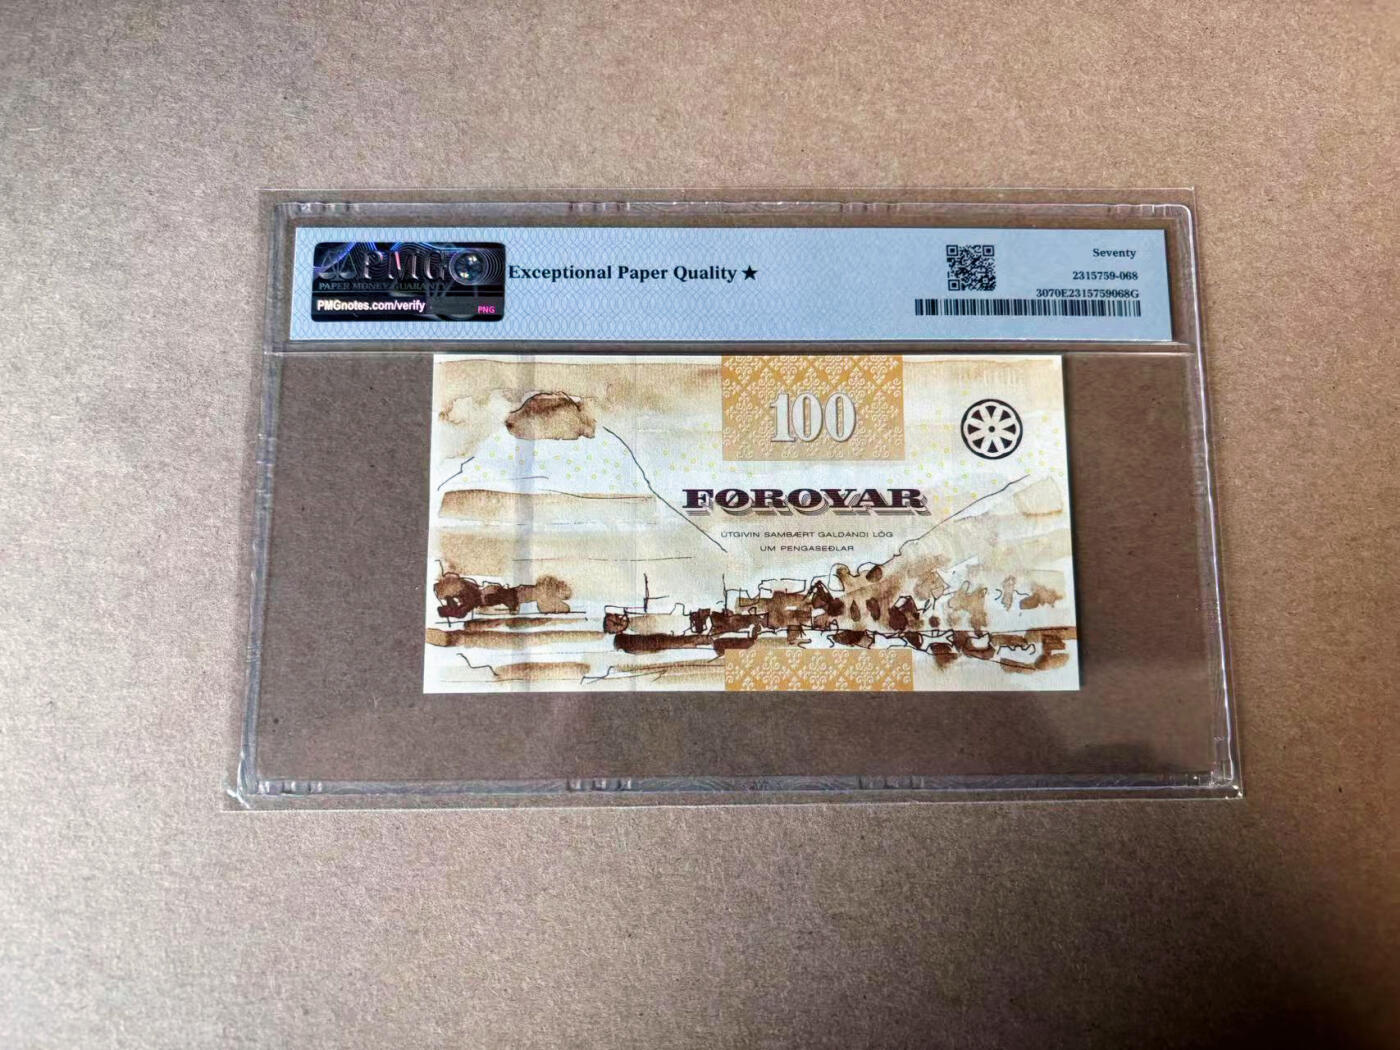 PMG
PAPER MONEY GUARANTY
PMGnotes.com/verify
PNG
Exceptional Paper Quality ★
Seventy
2315759-068
3070E2315759068G
100
FØROYAR
ÚTGIVIN SAMBÆRT GALDANDI LÓG
UM PENGASEÐLAR